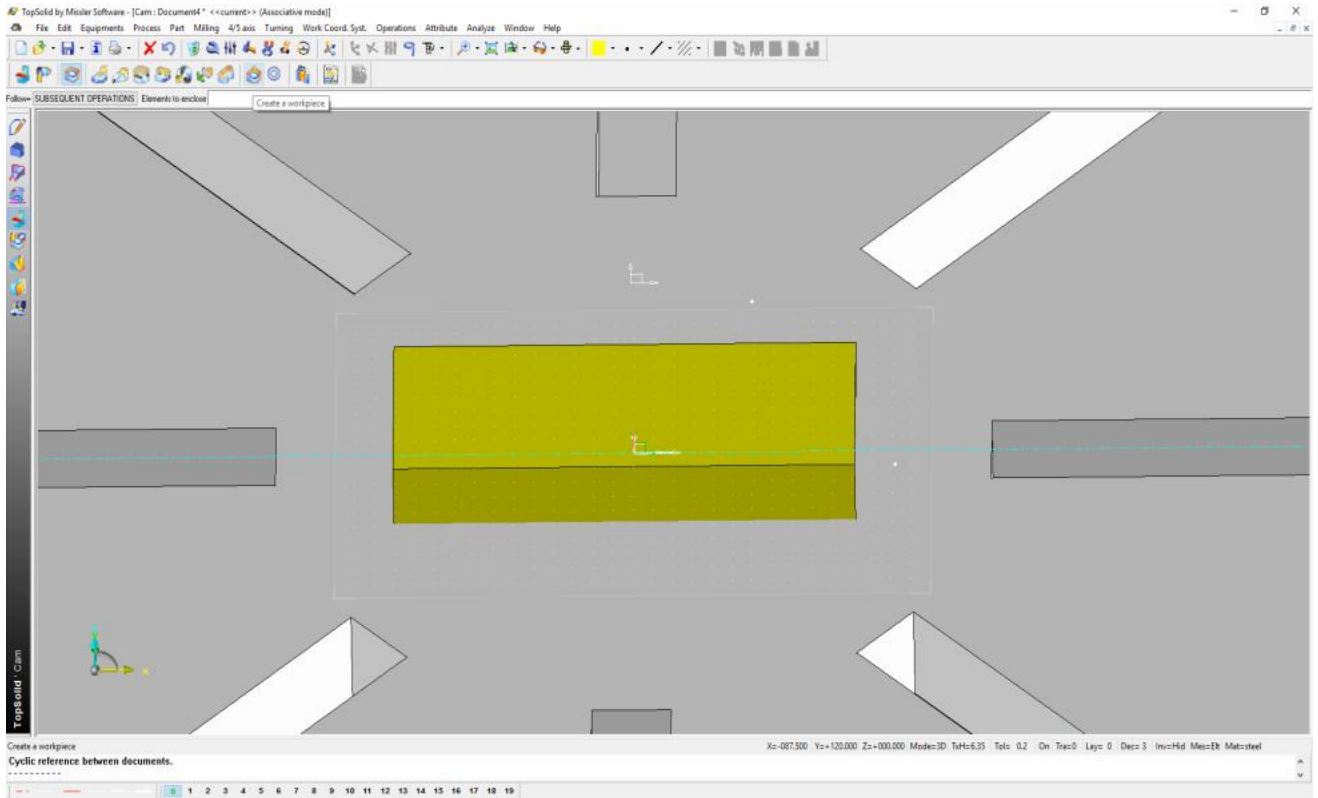 TopSolid by Missler Software - [Cam : Document4 * <<current>> (Associative mode)]
File Edit Equipments Process Part Milling 4/5 axis Turning Work Coord. Syst. Operations Attribute Analyze Window Help
Follow= SUBSEQUENT OPERATIONS Elements to enclose
Create a workpiece
TopSolid'Cam
Create a workpiece X=-087.500 Y=+120.000 Z=+000.000 Mode=3D TxH=6.35 Tol= 0.2 On Tra=0 Lay= 0 Dec= 3 Inv=Hid Mes=Elt Mat=steel
Cyclic reference between documents.
----------
0 1 2 3 4 5 6 7 8 9 10 11 12 13 14 15 16 17 18 19